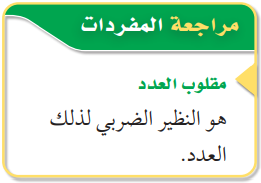 مراجعة المفردات
مقلوب العدد
هو النظير الضربي لذلك
العدد.